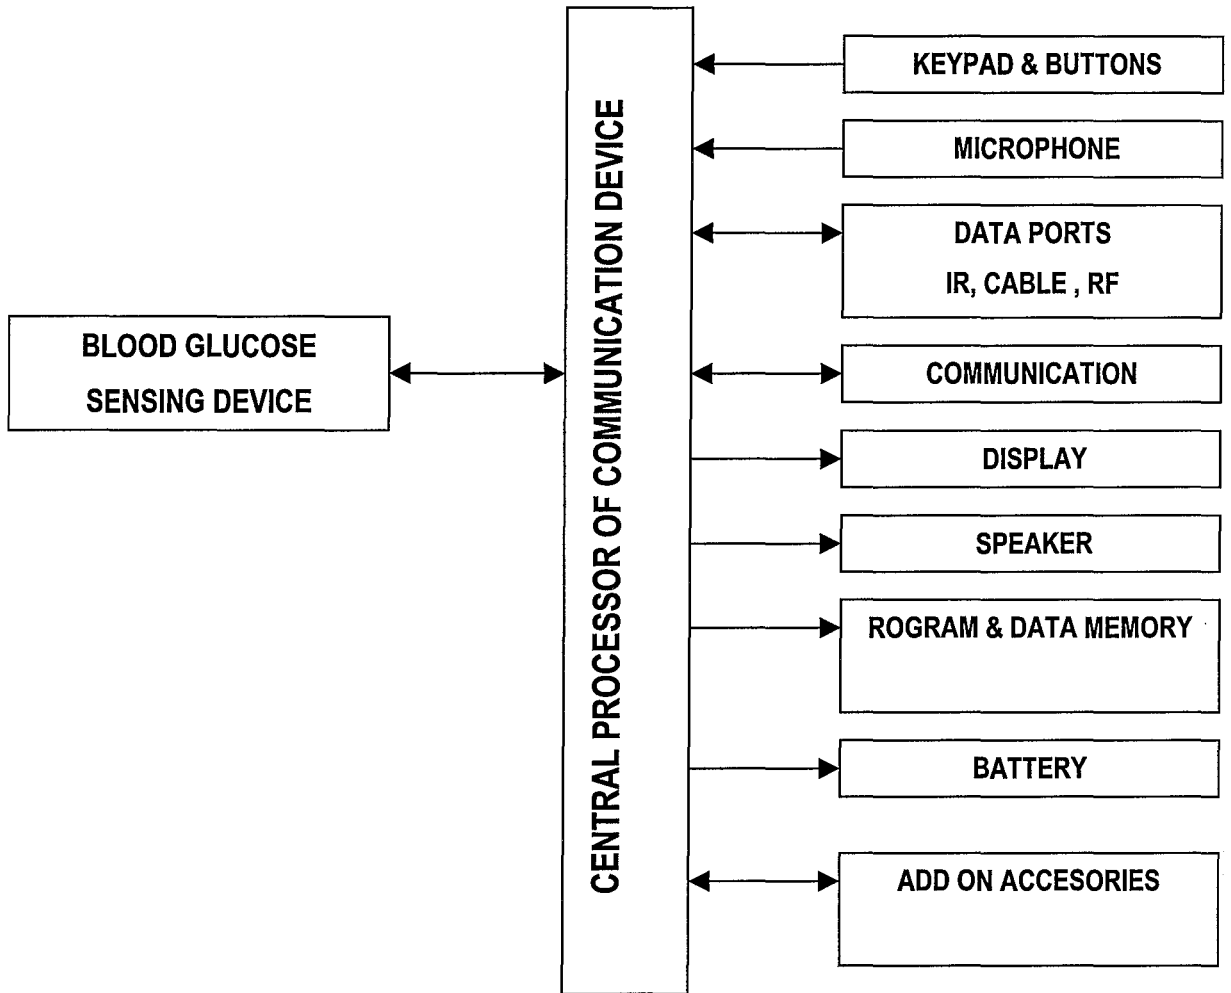 BLOOD GLUCOSE
SENSING DEVICE
CENTRAL PROCESSOR OF COMMUNICATION DEVICE
KEYPAD & BUTTONS
MICROPHONE
DATA PORTS
IR, CABLE , RF
COMMUNICATION
DISPLAY
SPEAKER
ROGRAM & DATA MEMORY
BATTERY
ADD ON ACCESORIES